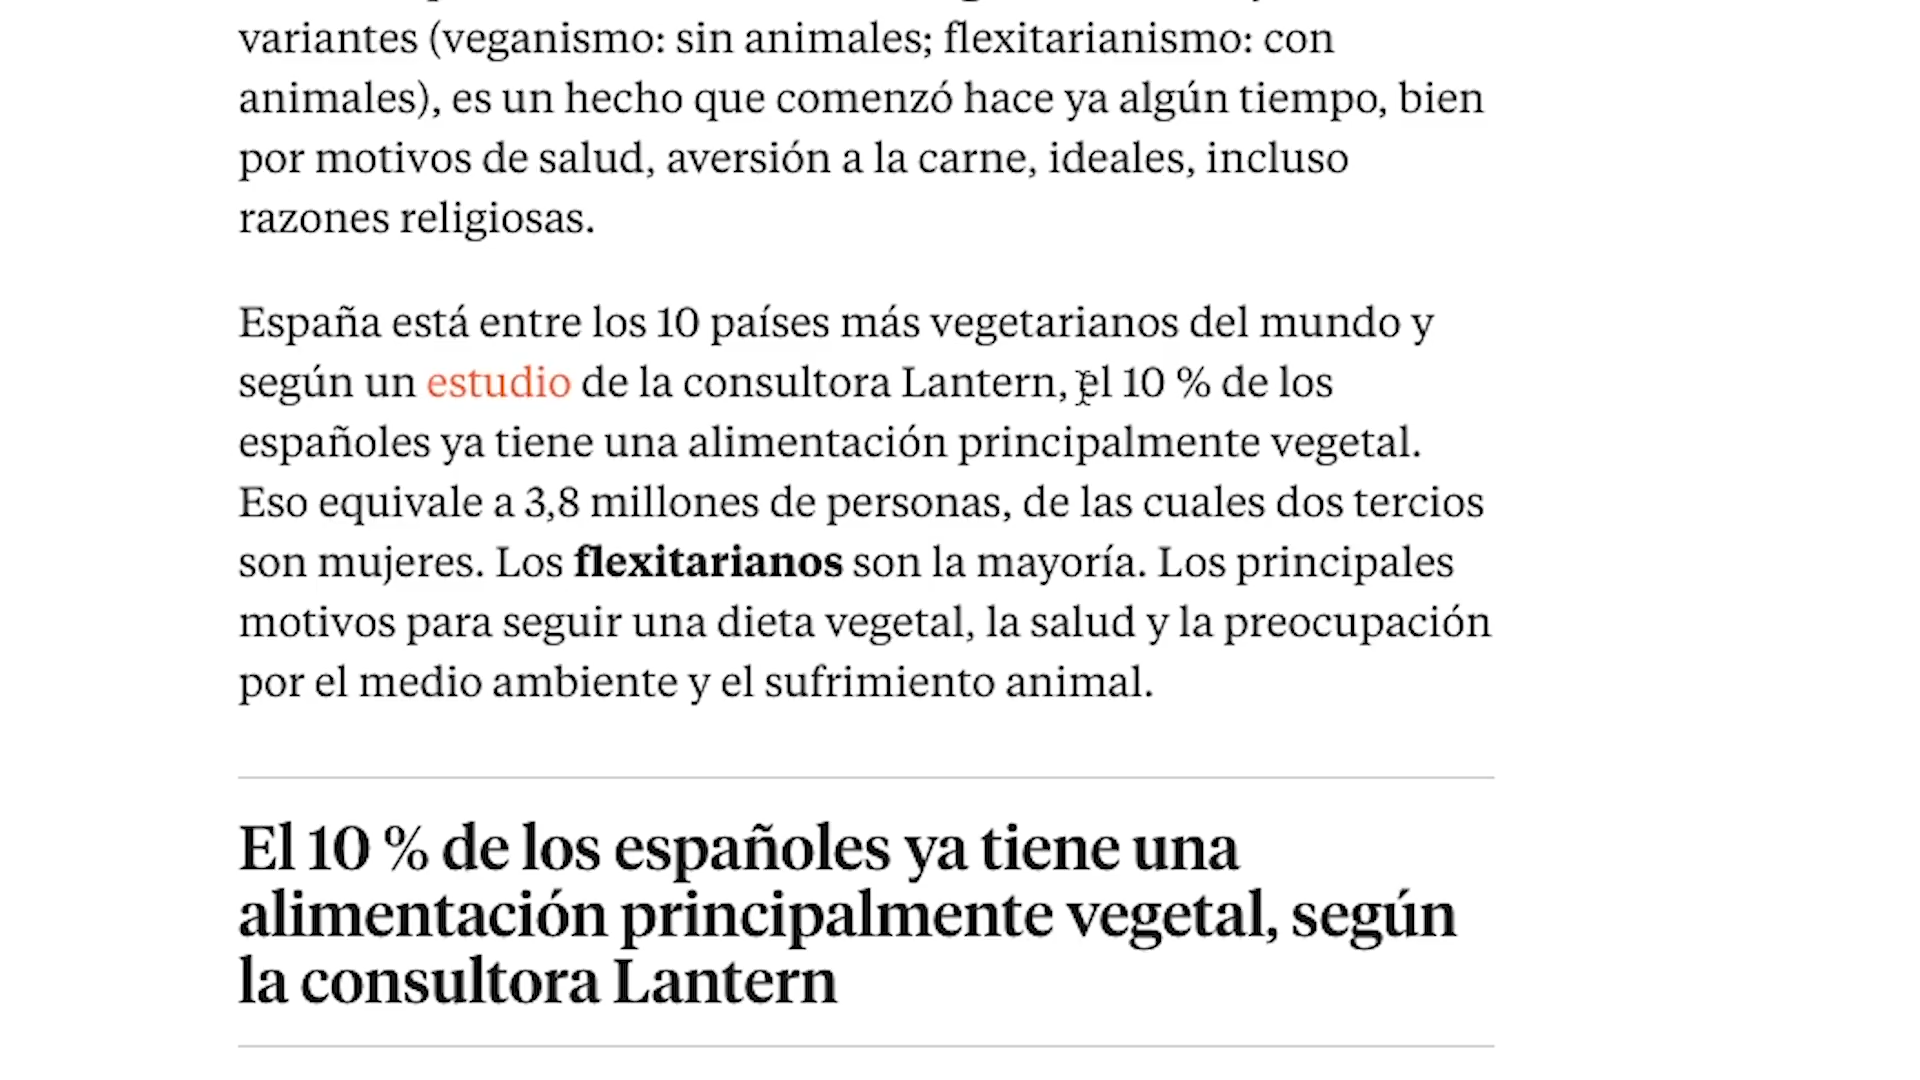 variantes (veganismo: sin animales; flexitarianismo: con
animales), es un hecho que comenzó hace ya algún tiempo, bien
por motivos de salud, aversión a la carne, ideales, incluso
razones religiosas.
España está entre los 10 países más vegetarianos del mundo y
según un estudio de la consultora Lantern, el 10 % de los
españoles ya tiene una alimentación principalmente vegetal.
Eso equivale a 3,8 millones de personas, de las cuales dos tercios
son mujeres. Los flexitarianos son la mayoría. Los principales
motivos para seguir una dieta vegetal, la salud y la preocupación
por el medio ambiente y el sufrimiento animal.
El 10 % de los españoles ya tiene una
alimentación principalmente vegetal, según
la consultora Lantern